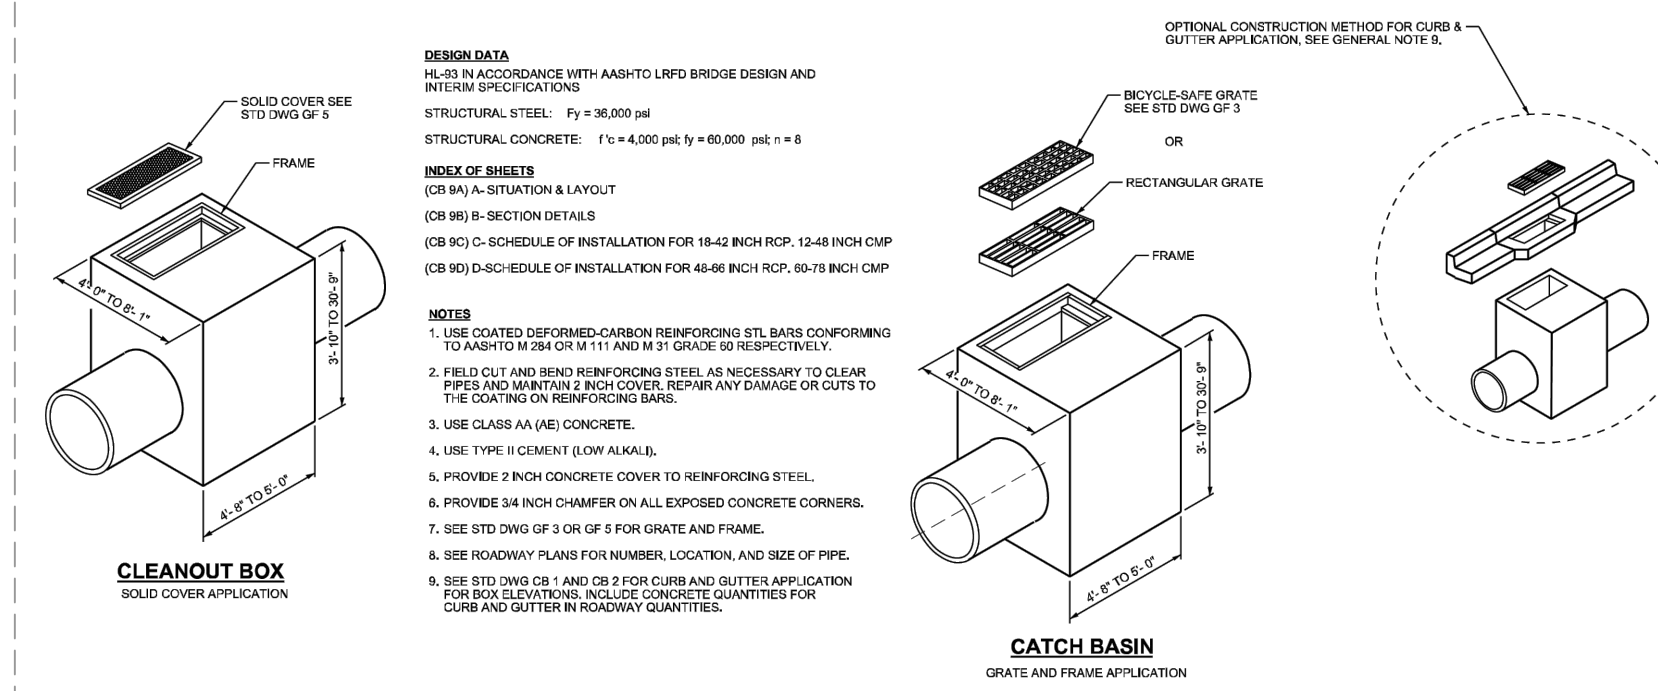 SOLID COVER SEE
STD DWG GF 5
FRAME
4'- 0" TO 8'- 1"
3'- 10" TO 30'- 9"
4'- 8" TO 5'- 0"
CLEANOUT BOX
SOLID COVER APPLICATION
DESIGN DATA
HL-93 IN ACCORDANCE WITH AASHTO LRFD BRIDGE DESIGN AND
INTERIM SPECIFICATIONS
STRUCTURAL STEEL: Fy = 36,000 psi
STRUCTURAL CONCRETE: f 'c = 4,000 psi; fy = 60,000 psi; n = 8
INDEX OF SHEETS
(CB 9A) A- SITUATION & LAYOUT
(CB 9B) B- SECTION DETAILS
(CB 9C) C- SCHEDULE OF INSTALLATION FOR 18-42 INCH RCP. 12-48 INCH CMP
(CB 9D) D-SCHEDULE OF INSTALLATION FOR 48-66 INCH RCP. 60-78 INCH CMP
NOTES
1. USE COATED DEFORMED-CARBON REINFORCING STL BARS CONFORMING
TO AASHTO M 284 OR M 111 AND M 31 GRADE 60 RESPECTIVELY.
2. FIELD CUT AND BEND REINFORCING STEEL AS NECESSARY TO CLEAR
PIPES AND MAINTAIN 2 INCH COVER. REPAIR ANY DAMAGE OR CUTS TO
THE COATING ON REINFORCING BARS.
3. USE CLASS AA (AE) CONCRETE.
4. USE TYPE II CEMENT (LOW ALKALI).
5. PROVIDE 2 INCH CONCRETE COVER TO REINFORCING STEEL.
6. PROVIDE 3/4 INCH CHAMFER ON ALL EXPOSED CONCRETE CORNERS.
7. SEE STD DWG GF 3 OR GF 5 FOR GRATE AND FRAME.
8. SEE ROADWAY PLANS FOR NUMBER, LOCATION, AND SIZE OF PIPE.
9. SEE STD DWG CB 1 AND CB 2 FOR CURB AND GUTTER APPLICATION
FOR BOX ELEVATIONS. INCLUDE CONCRETE QUANTITIES FOR
CURB AND GUTTER IN ROADWAY QUANTITIES.
BICYCLE-SAFE GRATE
SEE STD DWG GF 3
OR
RECTANGULAR GRATE
FRAME
4'- 0" TO 8'- 1"
3'- 10" TO 30'- 9"
4'- 8" TO 5'- 0"
CATCH BASIN
GRATE AND FRAME APPLICATION
OPTIONAL CONSTRUCTION METHOD FOR CURB &
GUTTER APPLICATION, SEE GENERAL NOTE 9.